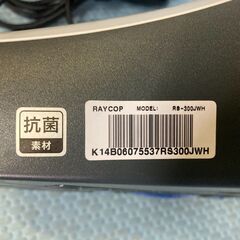 抗菌
素材
RAYCOP MODEL: RS-300JWH
K14B06075537RS300JWH